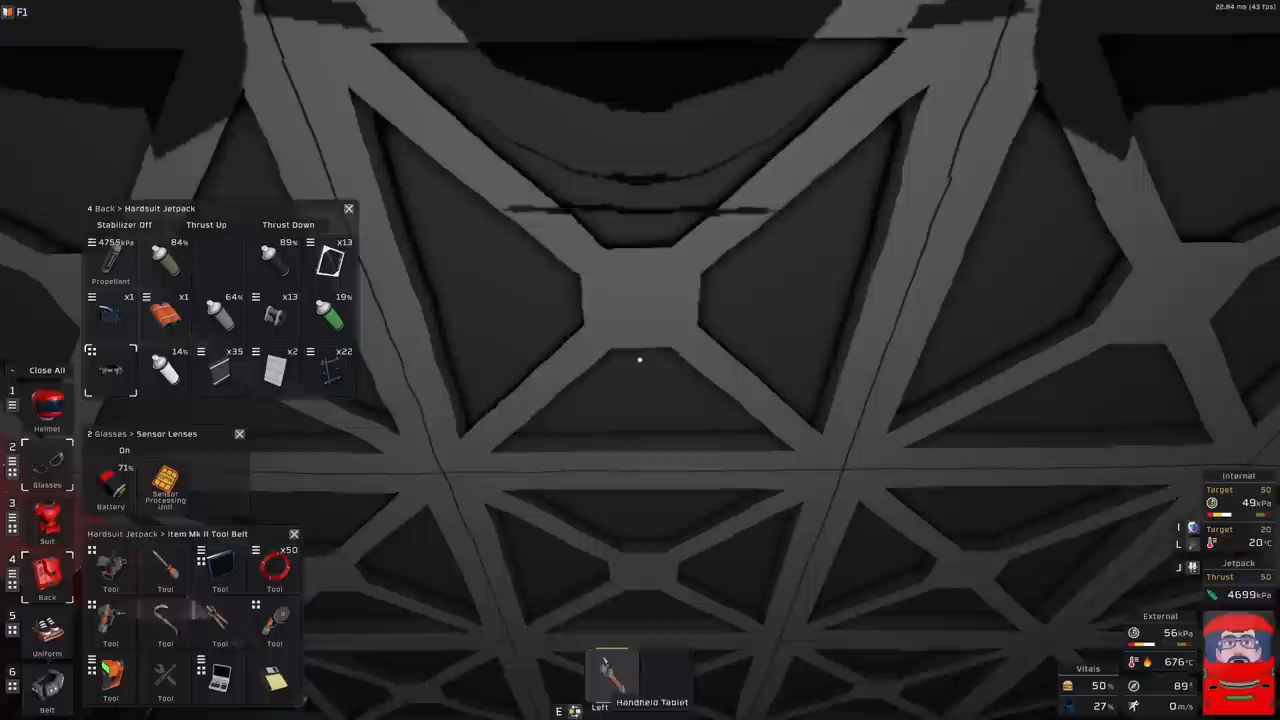 F1
22.84 ms (43 fps)
4 Back > Hardsuit Jetpack
Stabilizer Off Thrust Up Thrust Down
4755kPa 84% 89% x13
Propellant
x1 x1 64% x13 19%
14% x35 x2 x22
Close All
1
Helmet
2 Glasses > Sensor Lenses
On
71%
Battery
Sensor Processing Unit
2
Glasses
3
Suit
4
Back
5
Uniform
6
Belt
Hardsuit Jetpack > Item Mk II Tool Belt
x50
Tool Tool Tool Tool
Tool Tool Tool Tool
Tool Tool
E Left Handheld Tablet
Internal
Target 50
I 49kPa
Target 20
L 20°C
J Jetpack
Thrust 50
4699kPa
External
56kPa
676°C
89°
0m/s
Vitals
50%
27%